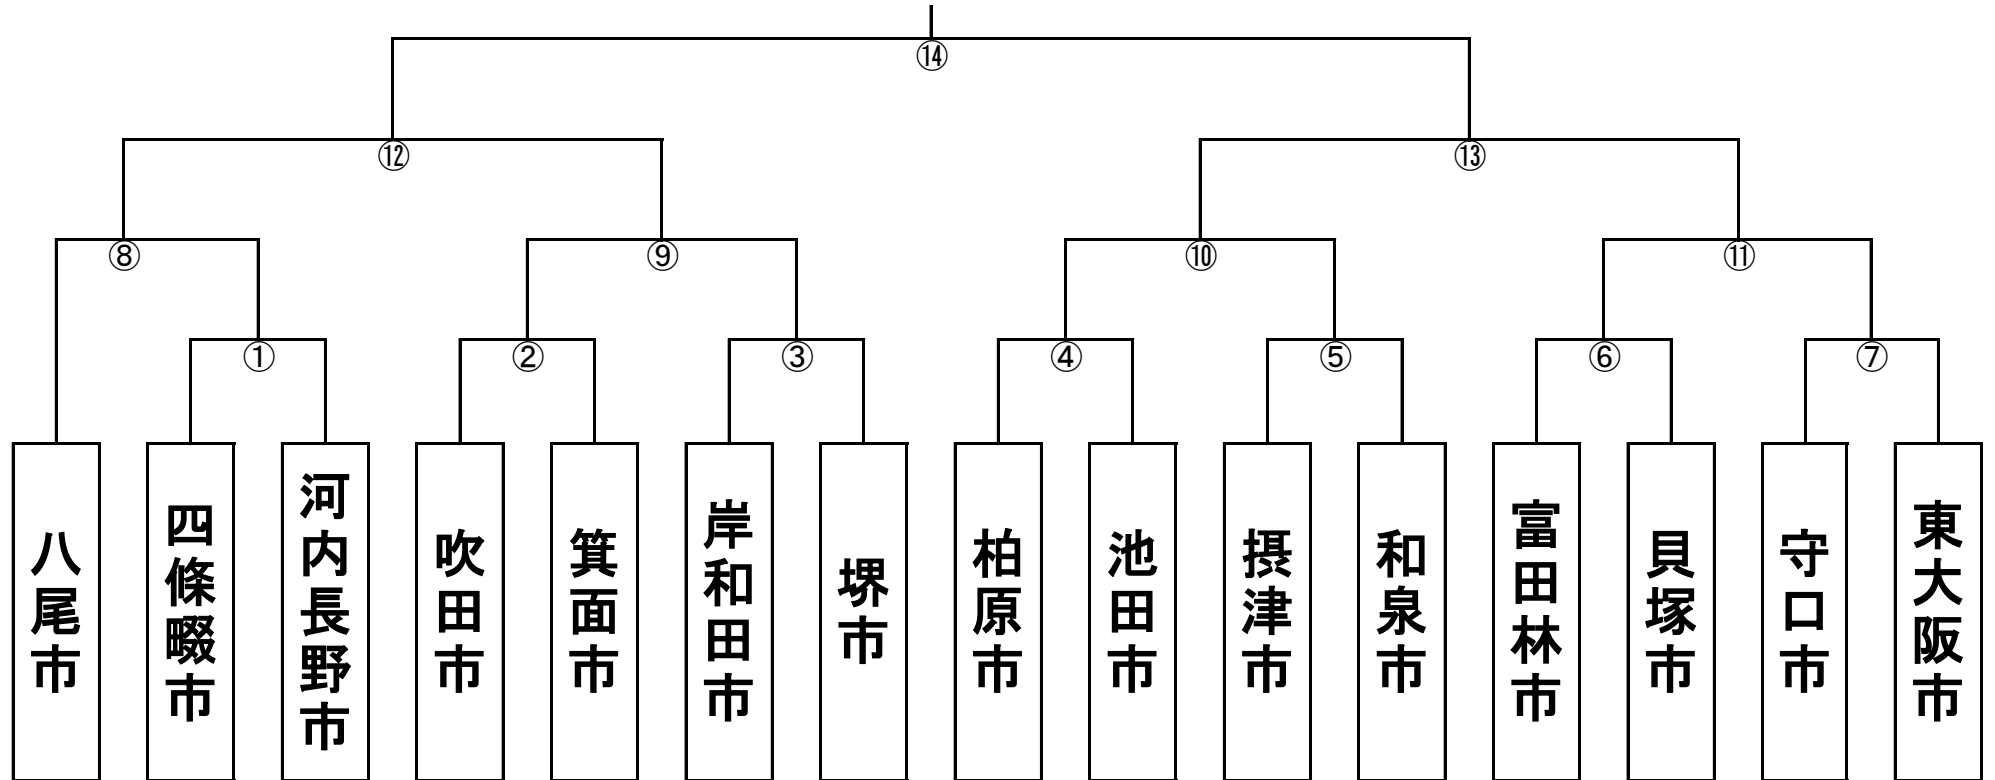 ⑭
⑫
⑬
⑧
⑨
⑩
⑪
①
②
③
④
⑤
⑥
⑦
八尾市
四條畷市
河内長野市
吹田市
箕面市
岸和田市
堺市
柏原市
池田市
摂津市
和泉市
富田林市
貝塚市
守口市
東大阪市